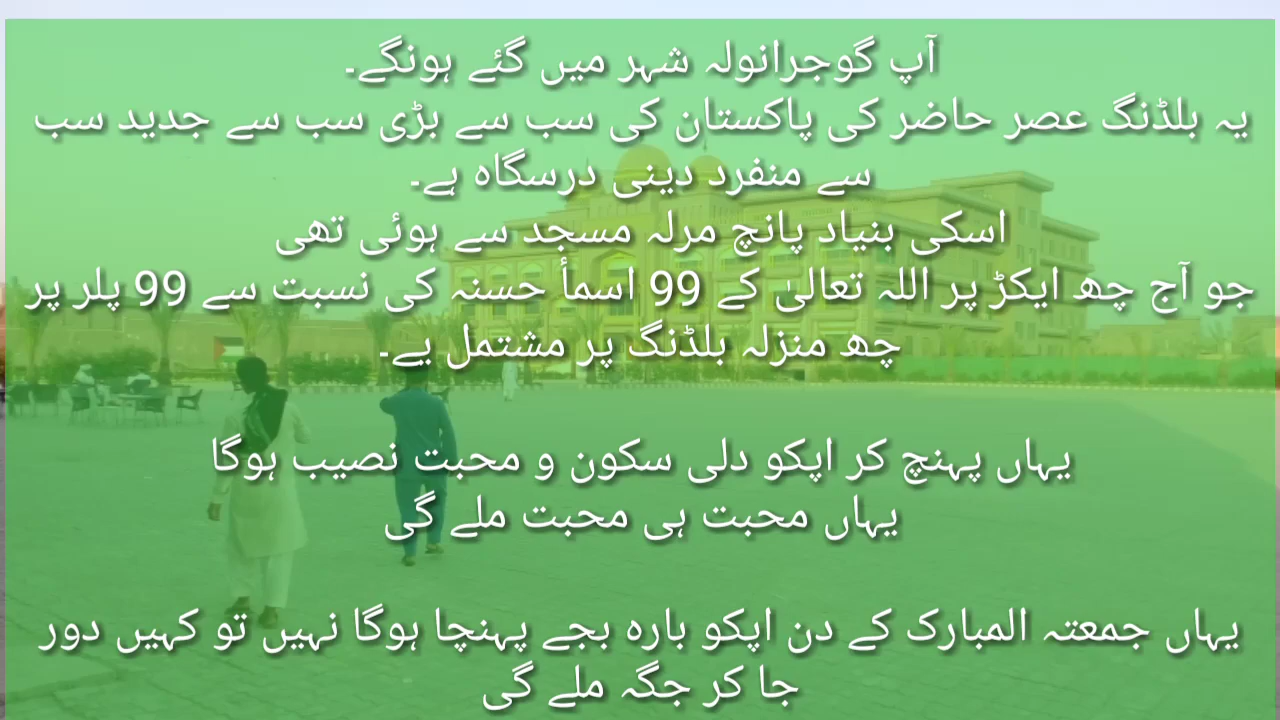 آپ گوجرانولہ شہر میں گئے ہونگے۔
یہ بلڈنگ عصر حاضر کی پاکستان کی سب سے بڑی سب سے جدید سب
سے منفرد دینی درسگاہ ہے۔
اسکی بنیاد پانچ مرلہ مسجد سے ہوئی تھی
جو آج چھ ایکڑ پر اللہ تعالیٰ کے 99 اسمأ حسنہ کی نسبت سے 99 پلر پر
چھ منزلہ بلڈنگ پر مشتمل یے۔
یہاں پہنچ کر اپکو دلی سکون و محبت نصیب ہوگا
یہاں محبت ہی محبت ملے گی
یہاں جمعتہ المبارک کے دن اپکو بارہ بجے پہنچا ہوگا نہیں تو کہیں دور
جا کر جگہ ملے گی